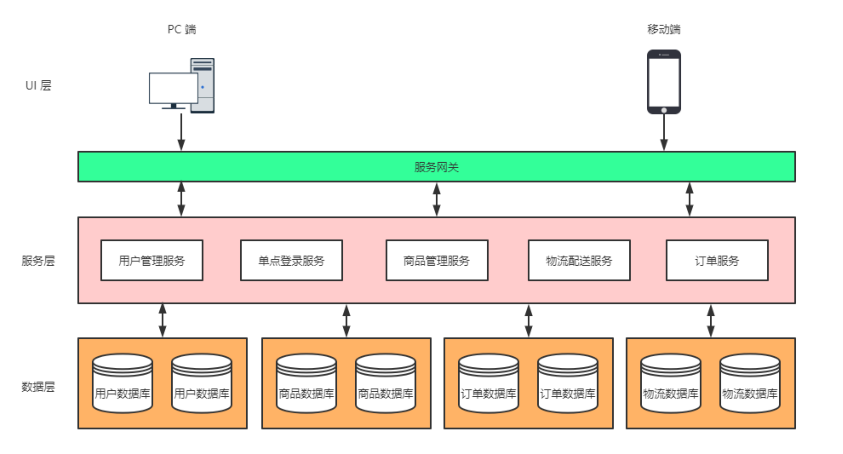 PC 端
移动端
UI 层
服务网关
服务层
用户管理服务
单点登录服务
商品管理服务
物流配送服务
订单服务
数据层
用户数据库
用户数据库
商品数据库
商品数据库
订单数据库
订单数据库
物流数据库
物流数据库